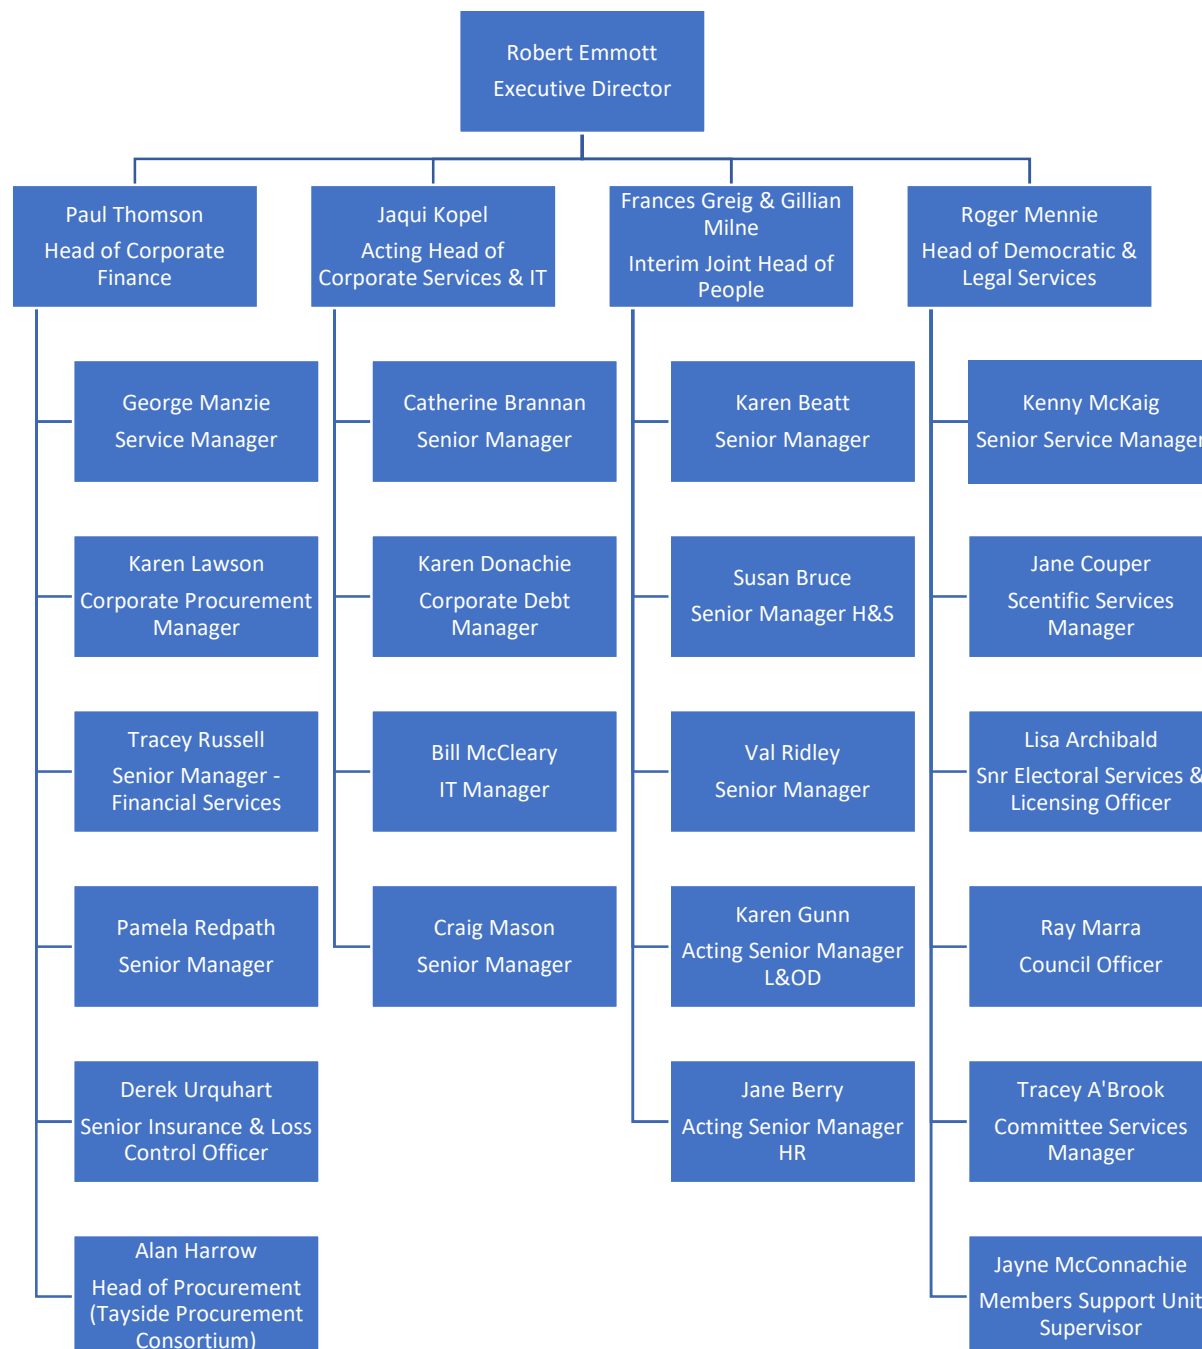 Robert Emmott
Executive Director
Paul Thomson
Head of Corporate
Finance
Jaqui Kopel
Acting Head of
Corporate Services & IT
Frances Greig & Gillian
Milne
Interim Joint Head of
People
Roger Mennie
Head of Democratic &
Legal Services
George Manzie
Service Manager
Karen Lawson
Corporate Procurement
Manager
Tracey Russell
Senior Manager -
Financial Services
Pamela Redpath
Senior Manager
Derek Urquhart
Senior Insurance & Loss
Control Officer
Alan Harrow
Head of Procurement
(Tayside Procurement
Consortium)
Catherine Brannan
Senior Manager
Karen Donachie
Corporate Debt
Manager
Bill McCleary
IT Manager
Craig Mason
Senior Manager
Karen Beatt
Senior Manager
Susan Bruce
Senior Manager H&S
Val Ridley
Senior Manager
Karen Gunn
Acting Senior Manager
L&OD
Jane Berry
Acting Senior Manager
HR
Kenny McKaig
Senior Service Manager
Jane Couper
Scentific Services
Manager
Lisa Archibald
Snr Electoral Services &
Licensing Officer
Ray Marra
Council Officer
Tracey A'Brook
Committee Services
Manager
Jayne McConnachie
Members Support Unit
Supervisor